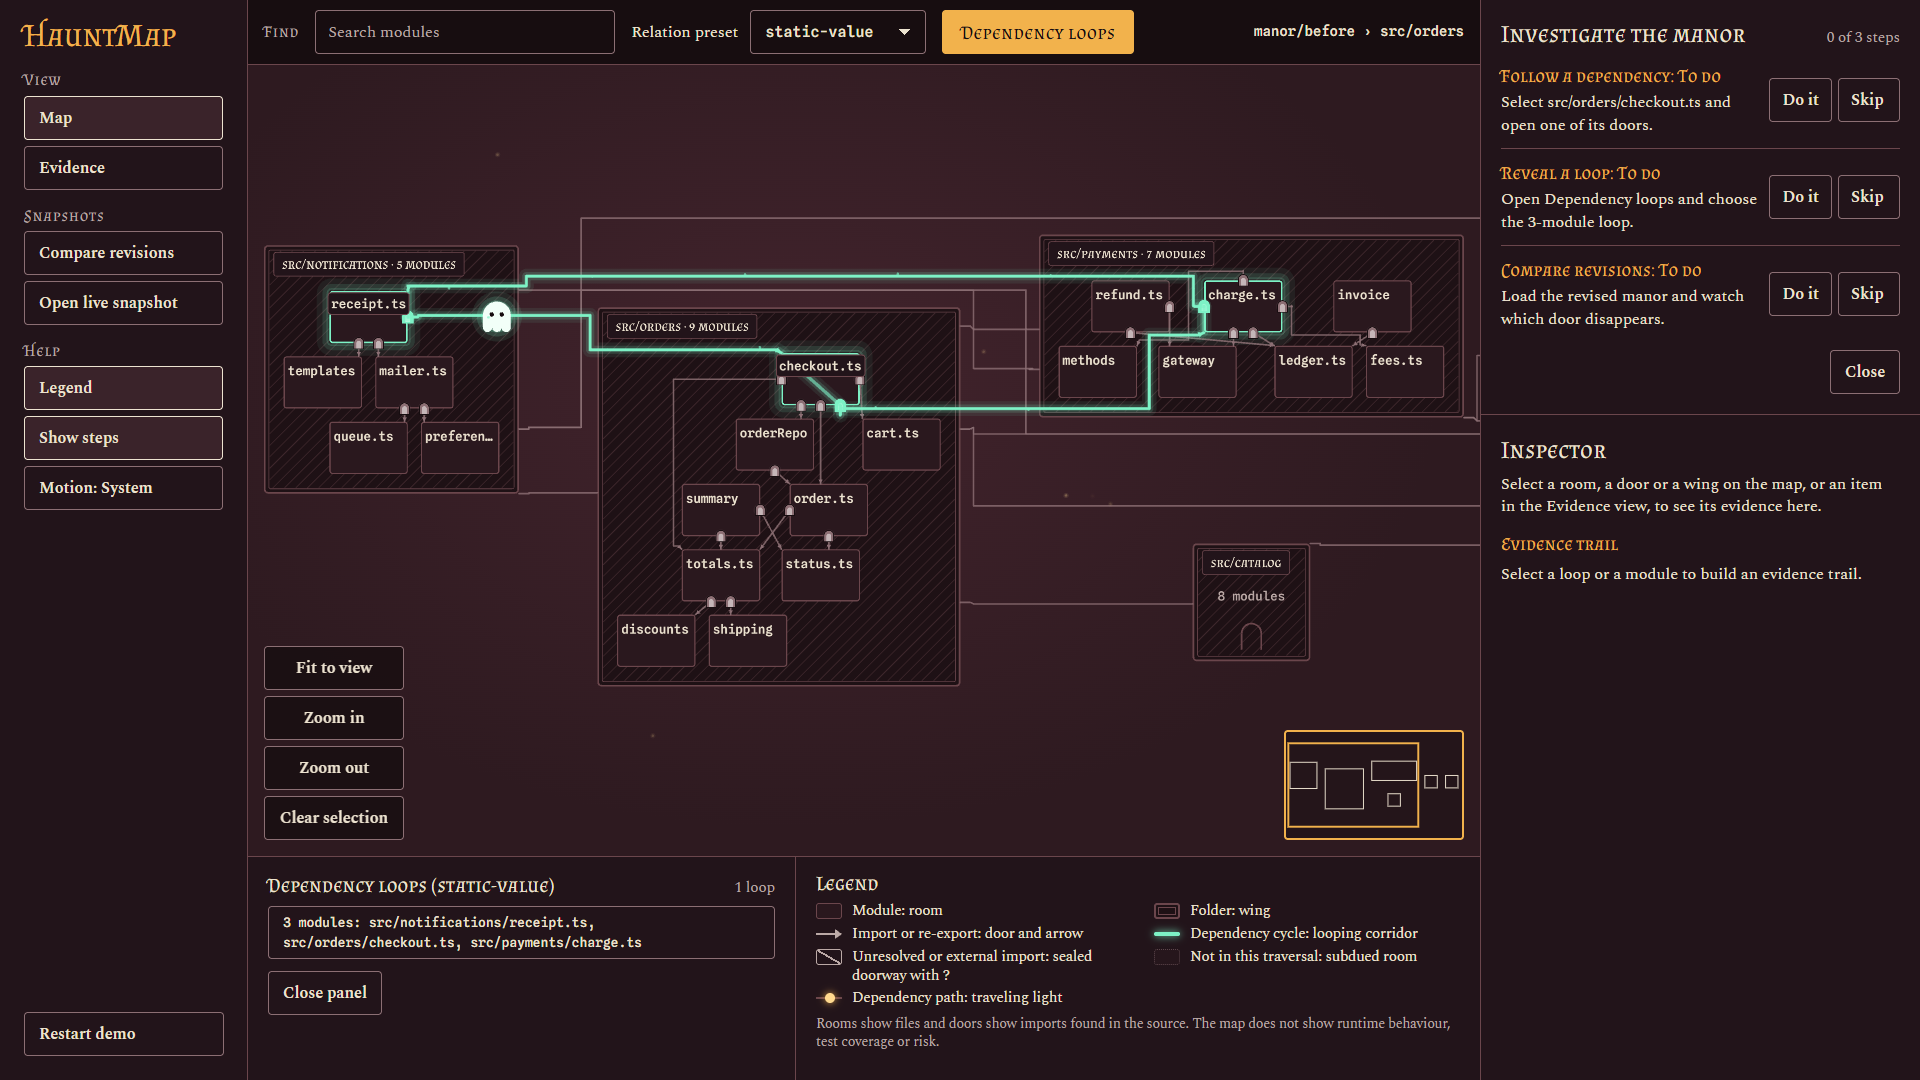 HauntMap
View
Map
Evidence
Snapshots
Compare revisions
Open live snapshot
Help
Legend
Show steps
Motion: System
Restart demo
Find
Search modules
Relation preset
static-value
Dependency loops
manor/before › src/orders
src/notifications · 5 modules
receipt.ts
templates
mailer.ts
queue.ts
preferen…
src/orders · 9 modules
checkout.ts
orderRepo
cart.ts
summary
order.ts
totals.ts
status.ts
discounts
shipping
src/payments · 7 modules
refund.ts
charge.ts
invoice
methods
gateway
ledger.ts
fees.ts
src/catalog
8 modules
Fit to view
Zoom in
Zoom out
Clear selection
Dependency loops (static-value)
1 loop
3 modules: src/notifications/receipt.ts,
src/orders/checkout.ts, src/payments/charge.ts
Close panel
Legend
Module: room
Folder: wing
Import or re-export: door and arrow
Dependency cycle: looping corridor
Unresolved or external import: sealed
doorway with ?
Not in this traversal: subdued room
Dependency path: traveling light
Rooms show files and doors show imports found in the source. The map does not show runtime behaviour,
test coverage or risk.
Investigate the manor
0 of 3 steps
Follow a dependency: To do
Select src/orders/checkout.ts and
open one of its doors.
Do it
Skip
Reveal a loop: To do
Open Dependency loops and choose
the 3-module loop.
Do it
Skip
Compare revisions: To do
Load the revised manor and watch
which door disappears.
Do it
Skip
Close
Inspector
Select a room, a door or a wing on the map, or an item
in the Evidence view, to see its evidence here.
Evidence trail
Select a loop or a module to build an evidence trail.